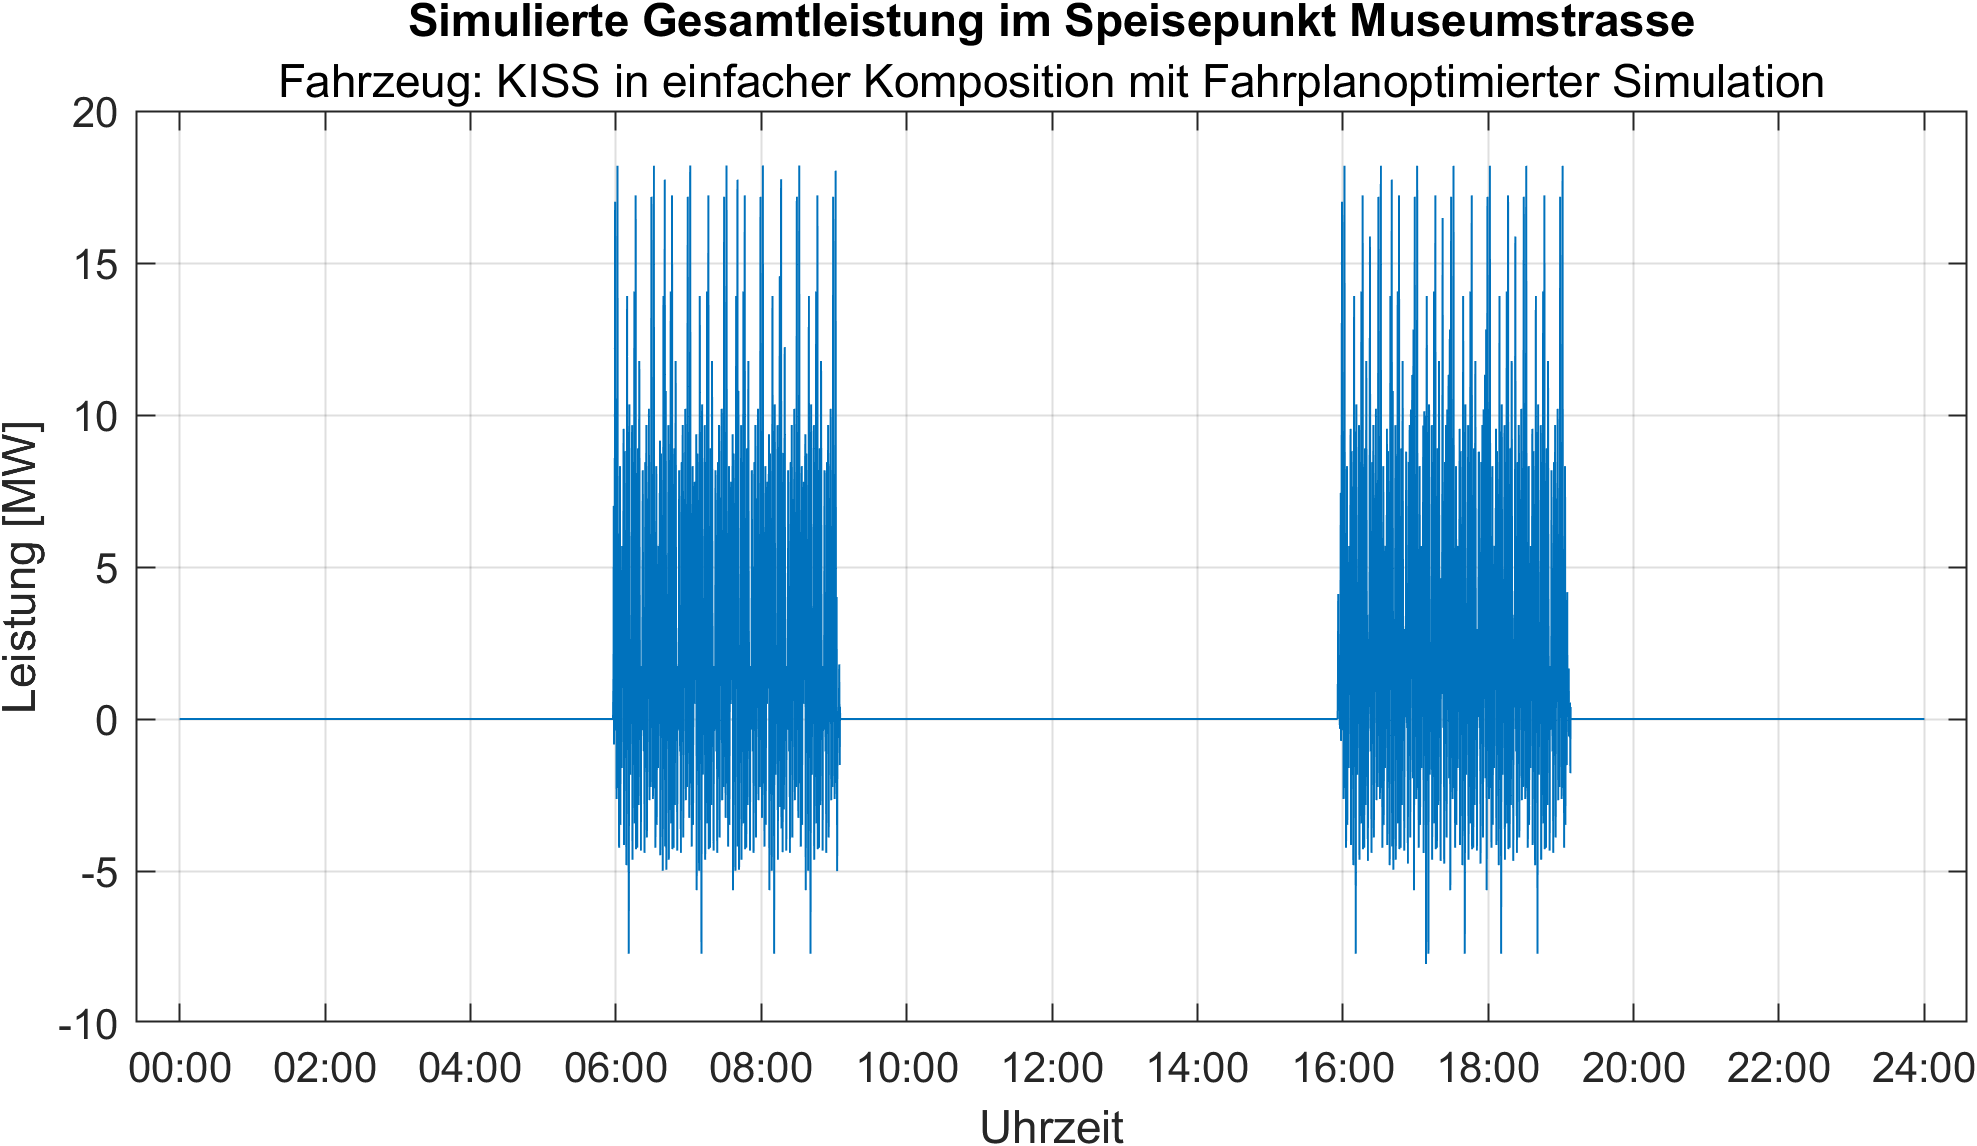 Simulierte Gesamtleistung im Speisepunkt Museumstrasse
Fahrzeug: KISS in einfacher Komposition mit Fahrplanoptimierter Simulation
20
15
10
5
0
-5
-10
Leistung [MW]
00:00 02:00 04:00 06:00 08:00 10:00 12:00 14:00 16:00 18:00 20:00 22:00 24:00
Uhrzeit